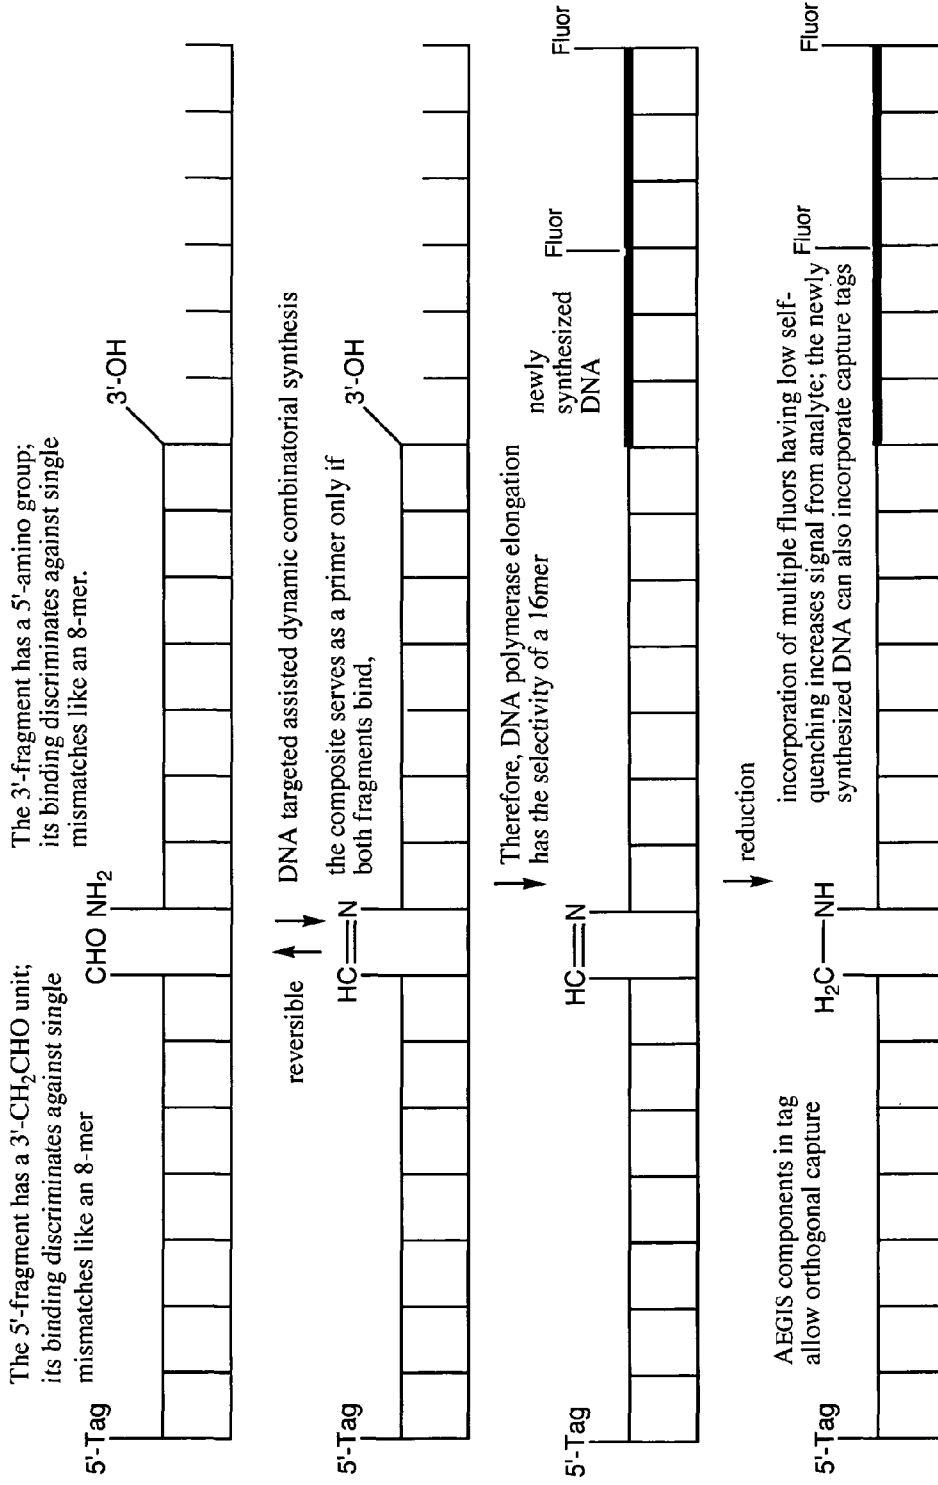 The 5'-fragment has a 3'-CH₂CHO unit;
its binding discriminates against single
mismatches like an 8-mer
The 3'-fragment has a 5'-amino group;
its binding discriminates against single
mismatches like an 8-mer.
5'-Tag
CHO NH₂
3'-OH
reversible
DNA targeted assisted dynamic combinatorial synthesis
the composite serves as a primer only if
both fragments bind,
5'-Tag
HC=N
3'-OH
Therefore, DNA polymerase elongation
has the selectivity of a 16mer
newly
synthesized
DNA
5'-Tag
HC=N
Fluor
Fluor
reduction
AEGIS components in tag
allow orthogonal capture
incorporation of multiple fluors having low self-
quenching increases signal from analyte; the newly
synthesized DNA can also incorporate capture tags
5'-Tag
H₂C—NH
Fluor
Fluor